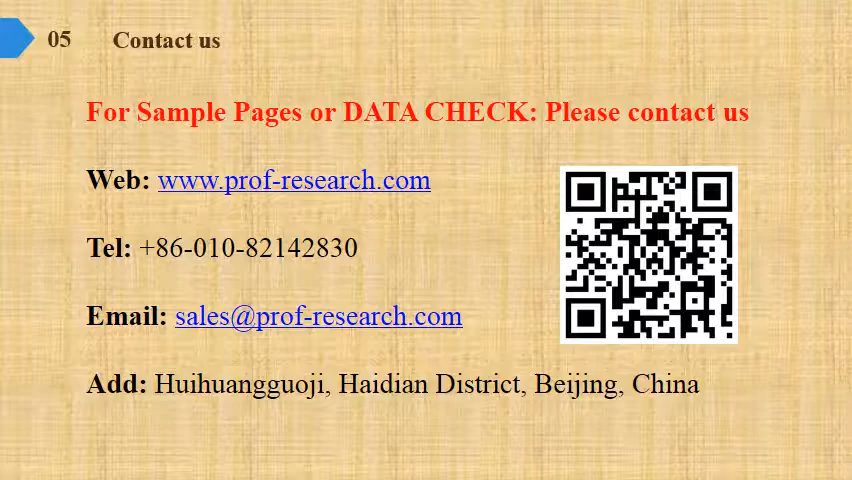 05 Contact us
For Sample Pages or DATA CHECK: Please contact us
Web: www.prof-research.com
Tel: +86-010-82142830
Email: sales@prof-research.com
Add: Huihuangguoji, Haidian District, Beijing, China